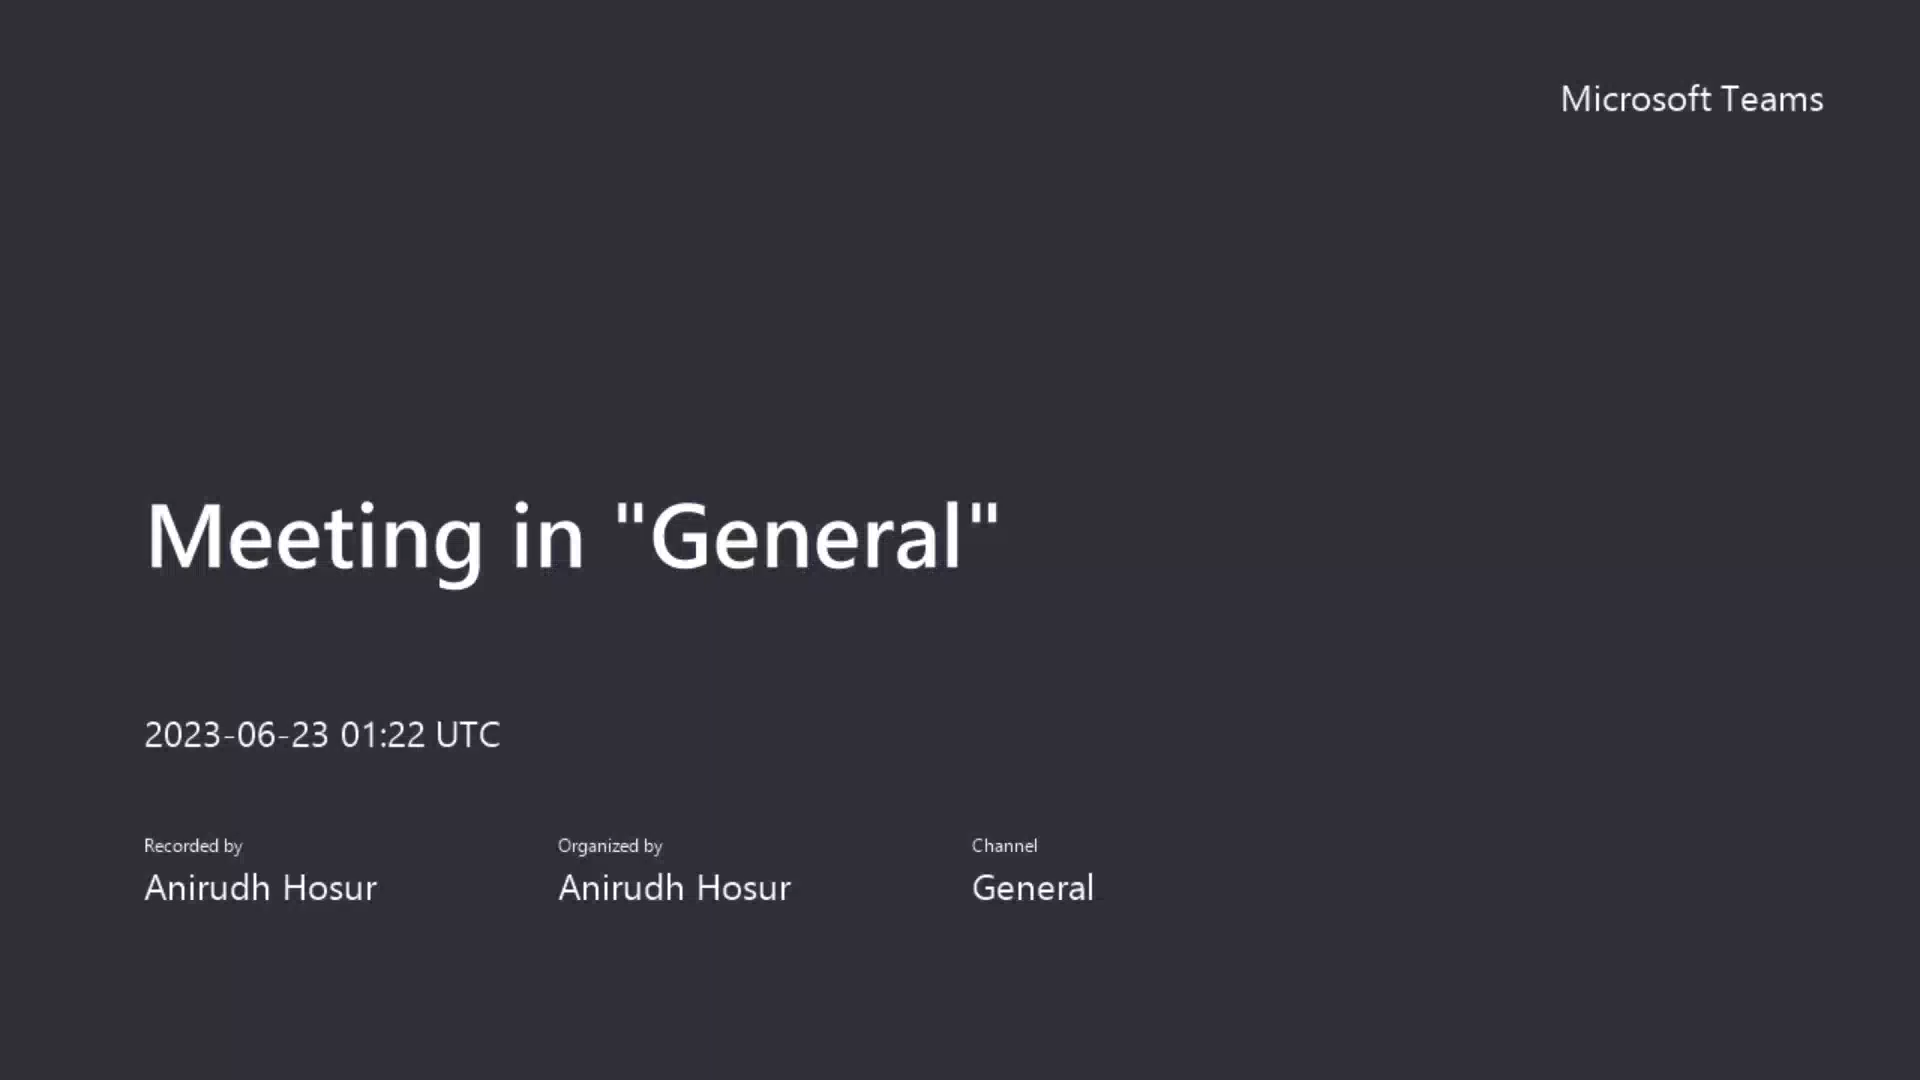 Microsoft Teams
Meeting in "General"
2023-06-23 01:22 UTC
Recorded by
Anirudh Hosur
Organized by
Anirudh Hosur
Channel
General